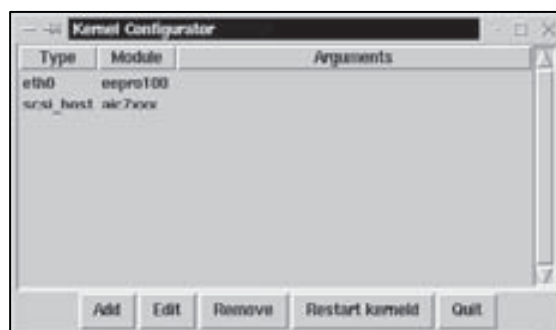 Kernel Configurator
Type Module Arguments
eth0 eepro100
scsi_host aic7xxx
Add Edit Remove Restart kerneld Quit